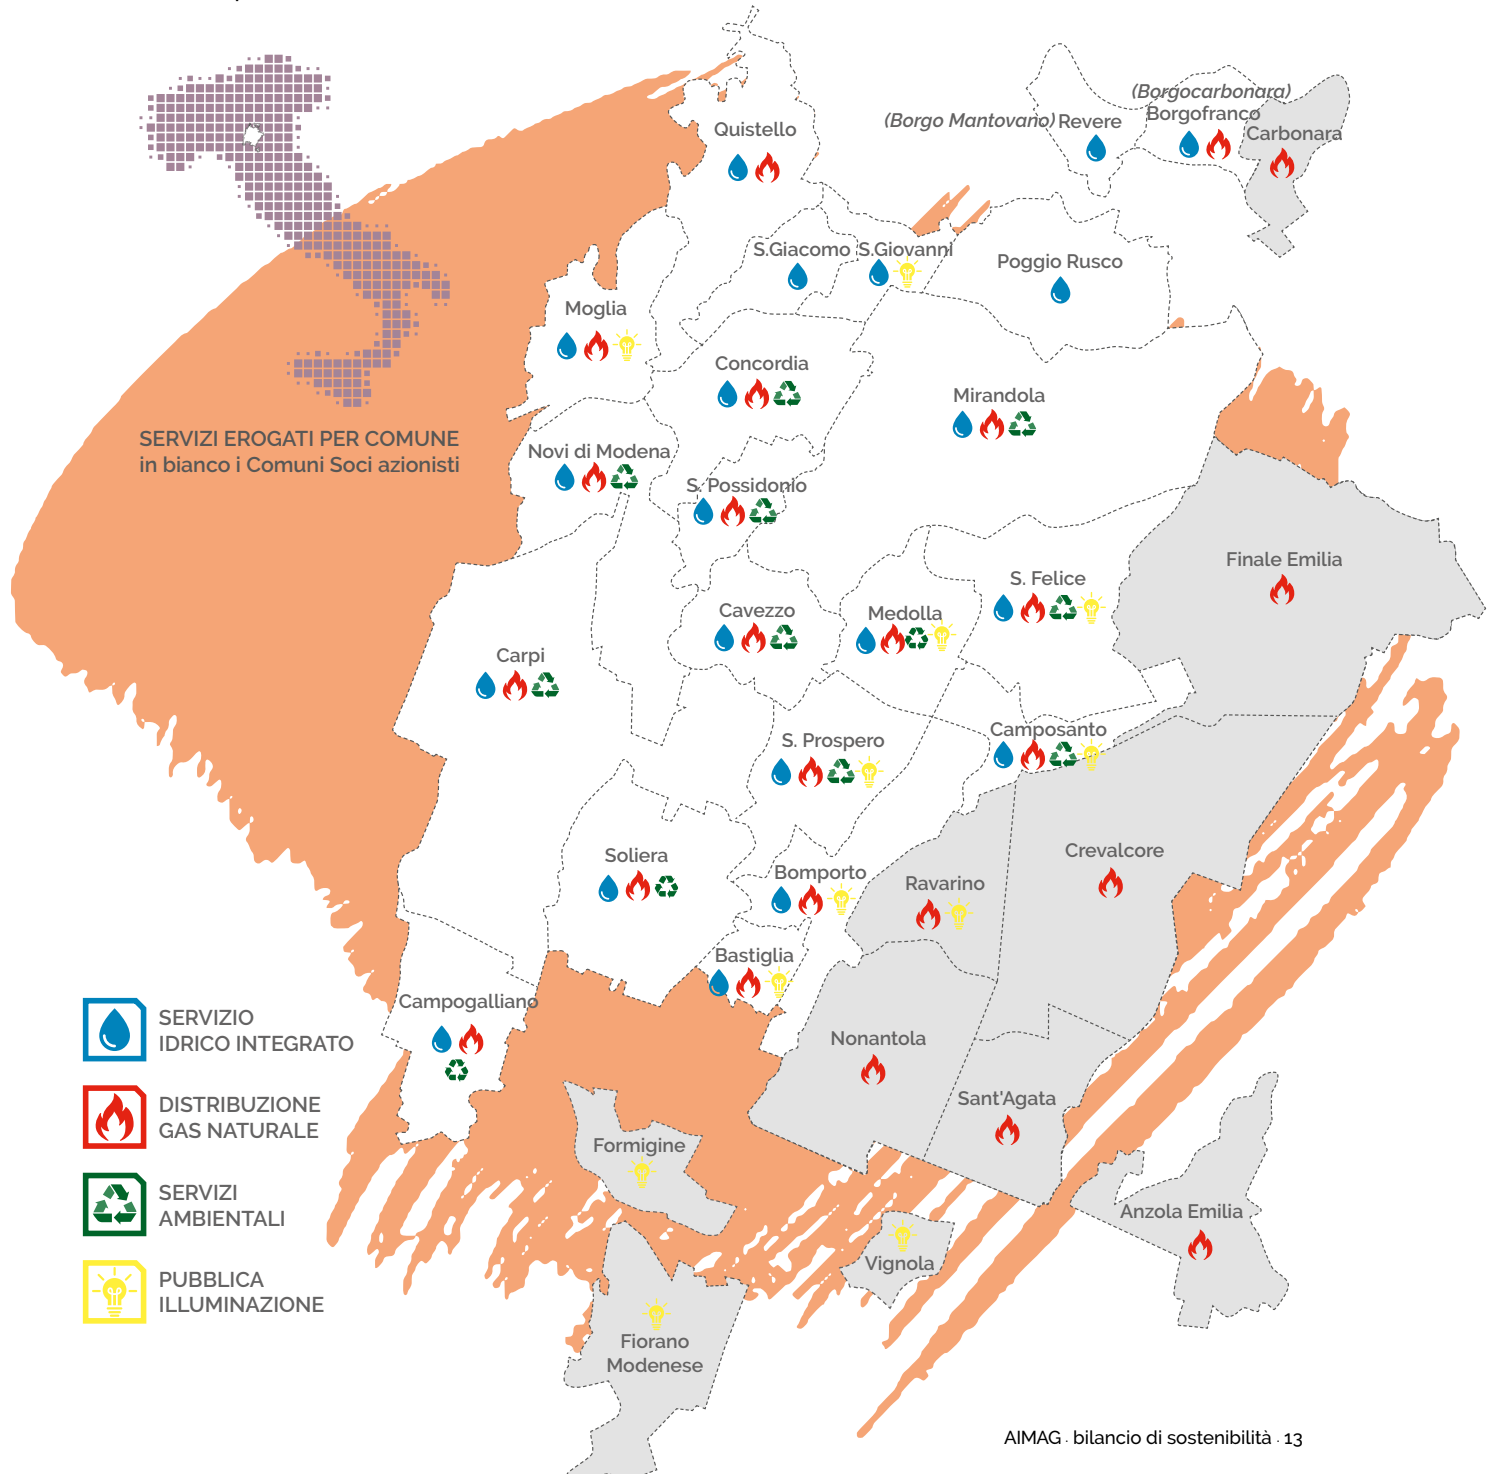 Quistello
(Borgo Mantovano) Revere
(Borgocarbonara)
Borgofranco
Carbonara
S.Giacomo
S.Giovanni
Poggio Rusco
Moglia
Concordia
Mirandola
SERVIZI EROGATI PER COMUNE
in bianco i Comuni Soci azionisti
Novi di Modena
S. Possidonio
Finale Emilia
S. Felice
Cavezzo
Medolla
Carpi
Camposanto
S. Prospero
Soliera
Bomporto
Ravarino
Crevalcore
Bastiglia
Campogalliano
Nonantola
Sant'Agata
Formigine
Vignola
Anzola Emilia
Fiorano
Modenese
SERVIZIO
IDRICO INTEGRATO
DISTRIBUZIONE
GAS NATURALE
SERVIZI
AMBIENTALI
PUBBLICA
ILLUMINAZIONE
AIMAG · bilancio di sostenibilità · 13